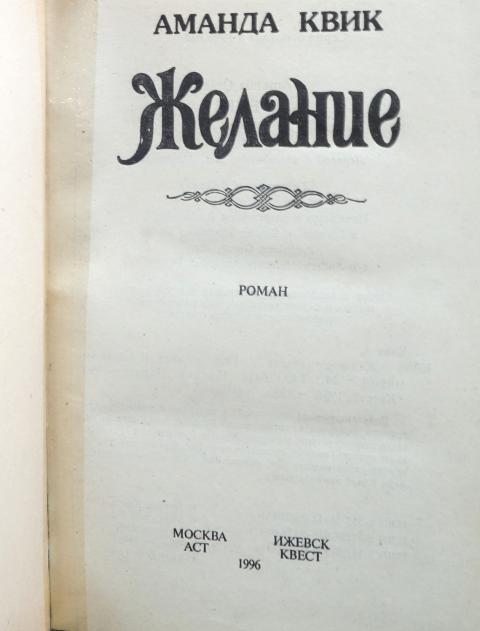 АМАНДА КВИК
Желание
РОМАН
МОСКВА
АСТ
ИЖЕВСК
КВЕСТ
1996